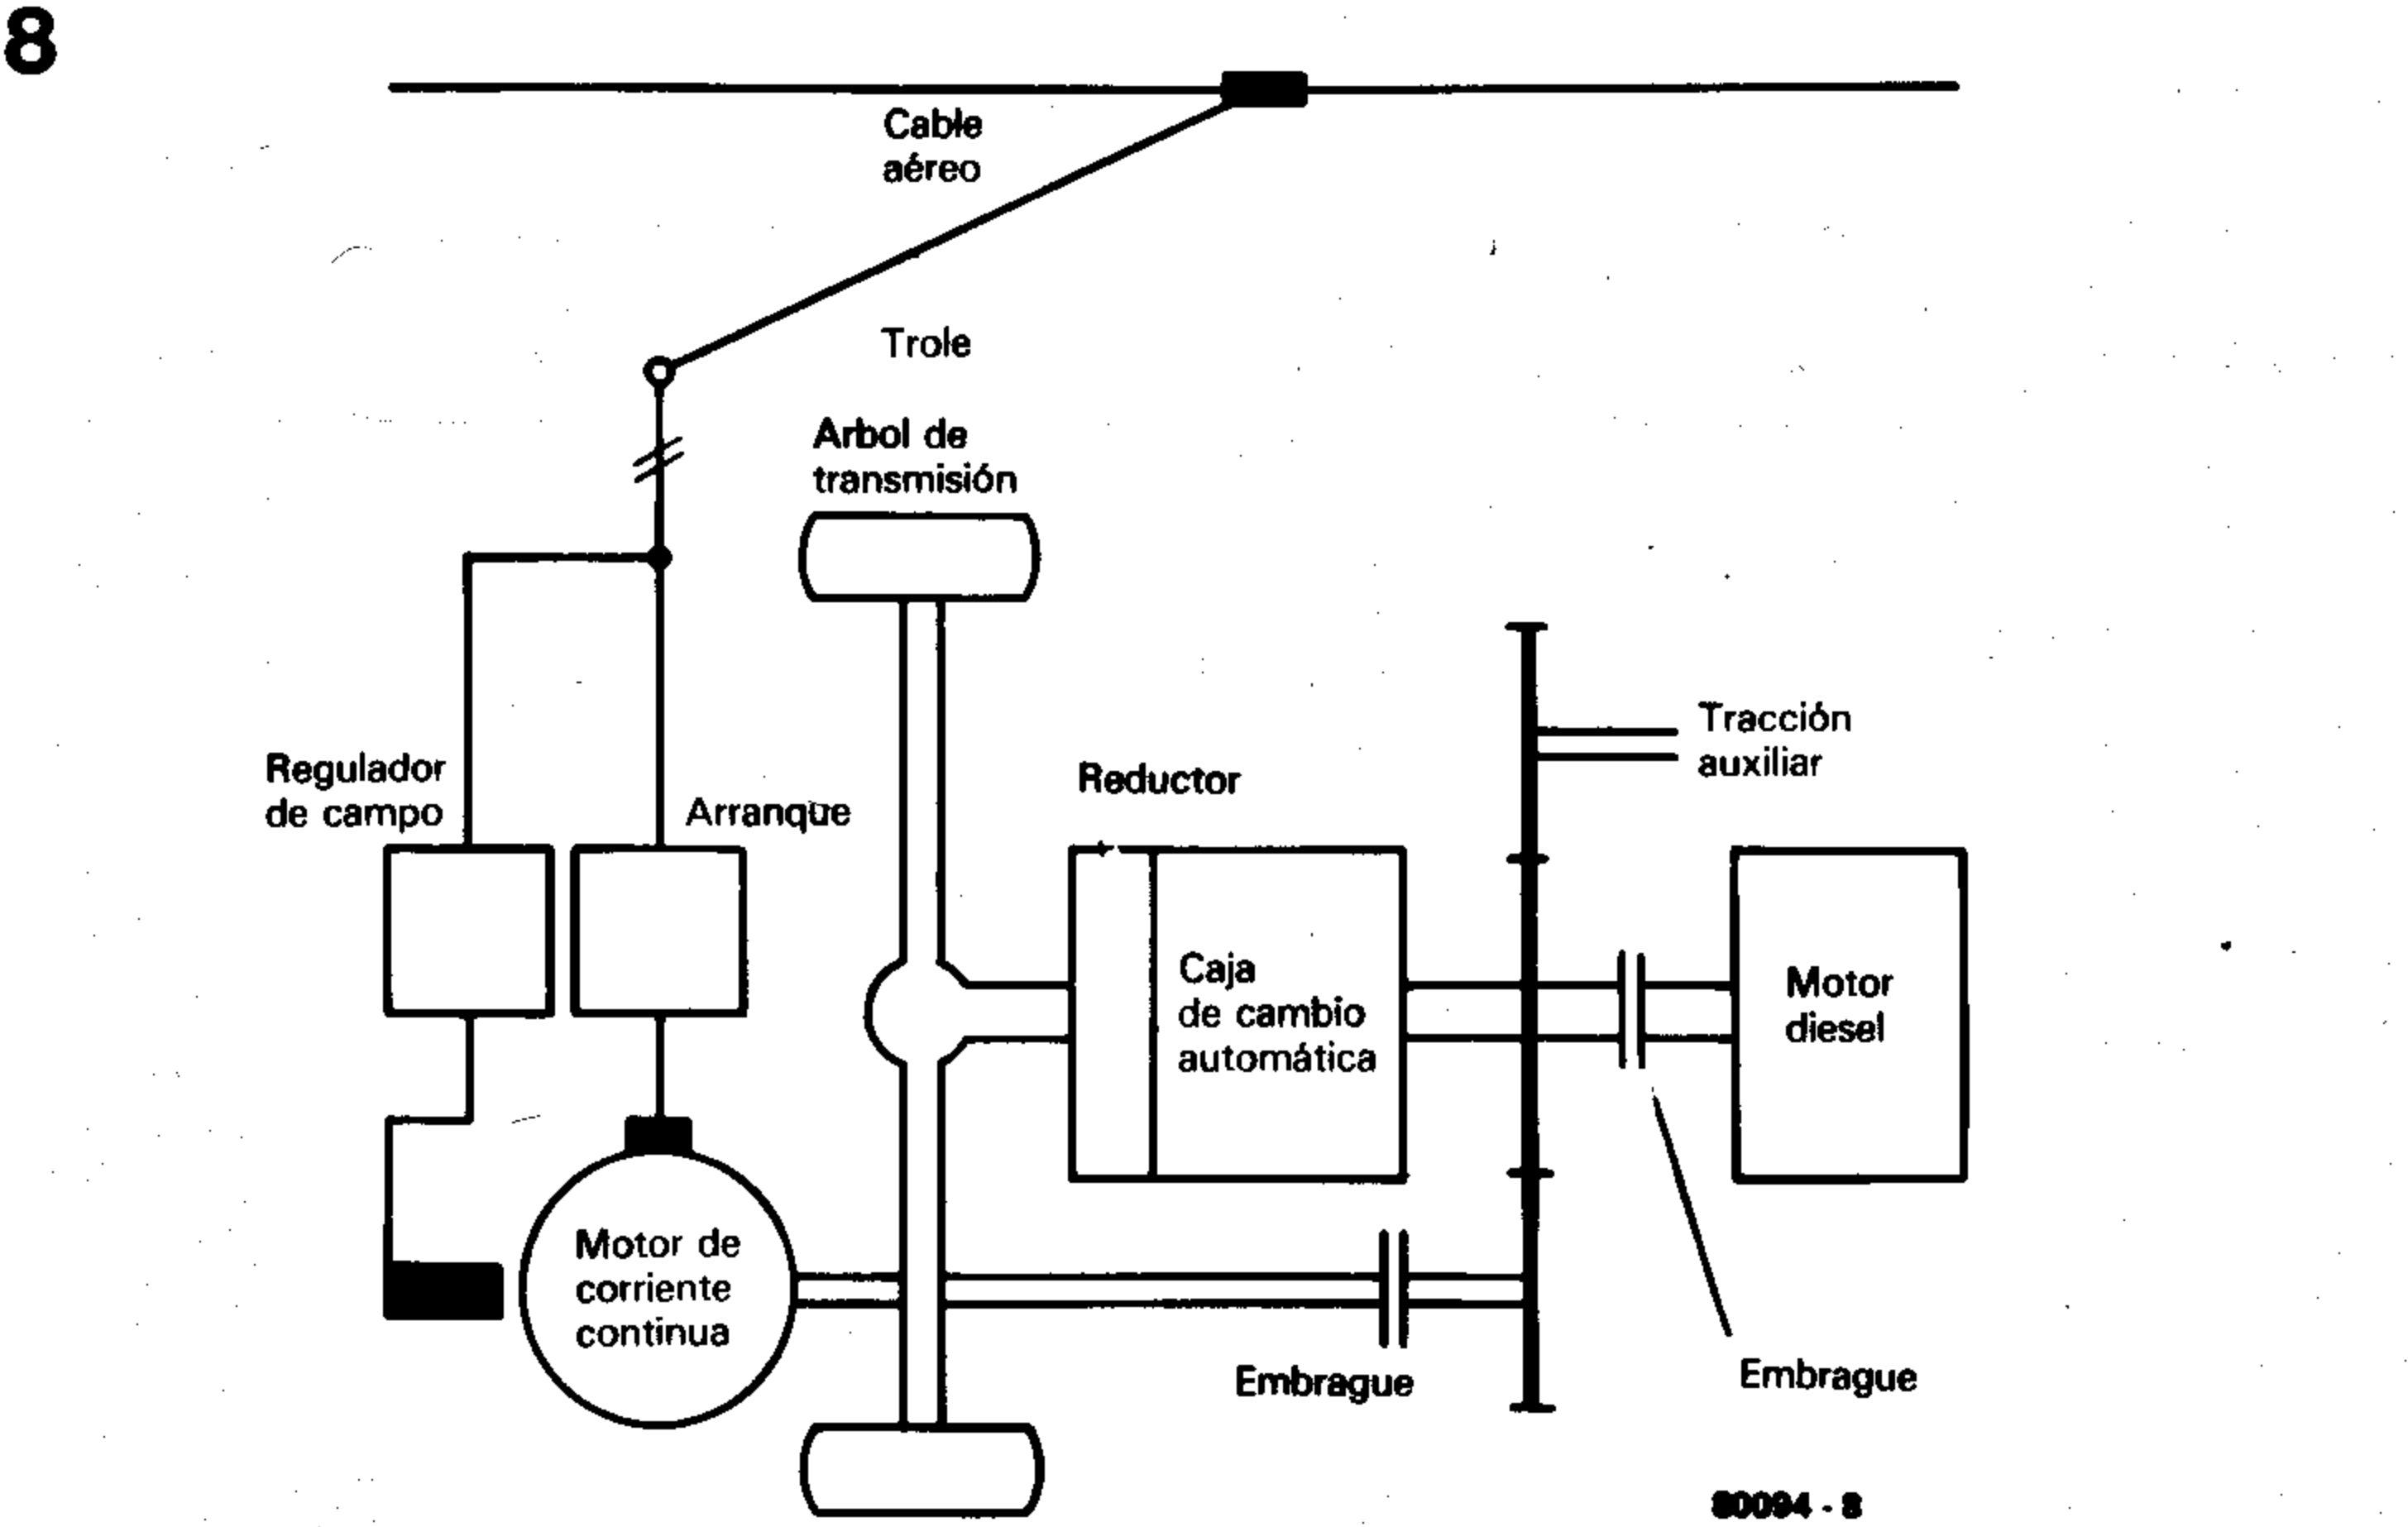 8
Cable
aéreo
Trole
Arbol de
transmisión
Tracción
auxiliar
Regulador
de campo
Arranque
Reductor
Caja
de cambio
automática
Motor
diesel
Motor de
corriente
continua
Embrague
Embrague
80094 - 8